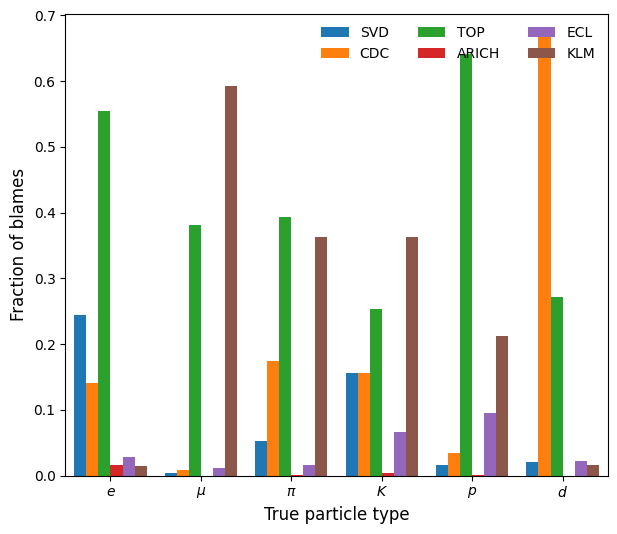 SVD TOP ECL
CDC ARICH KLM
0.7
0.6
0.5
0.4
0.3
0.2
0.1
0.0
Fraction of blames
e μ π K p d
True particle type